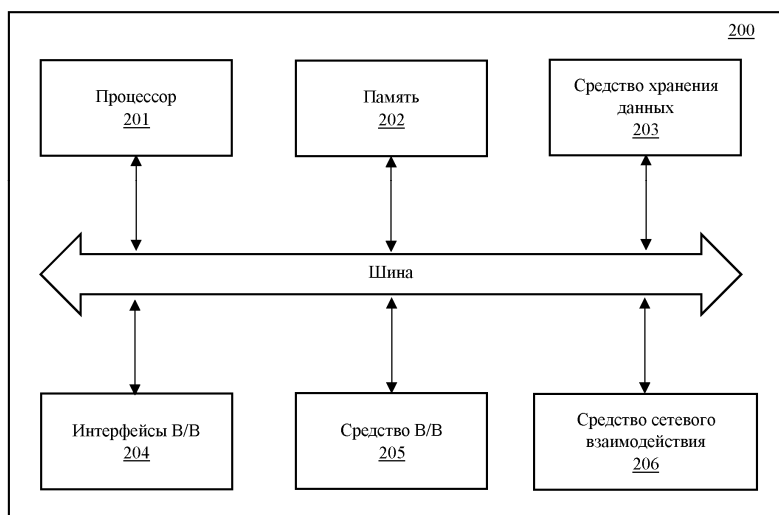 200
Процессор
201
Память
202
Средство хранения
данных
203
Шина
Интерфейсы В/В
204
Средство В/В
205
Средство сетевого
взаимодействия
206